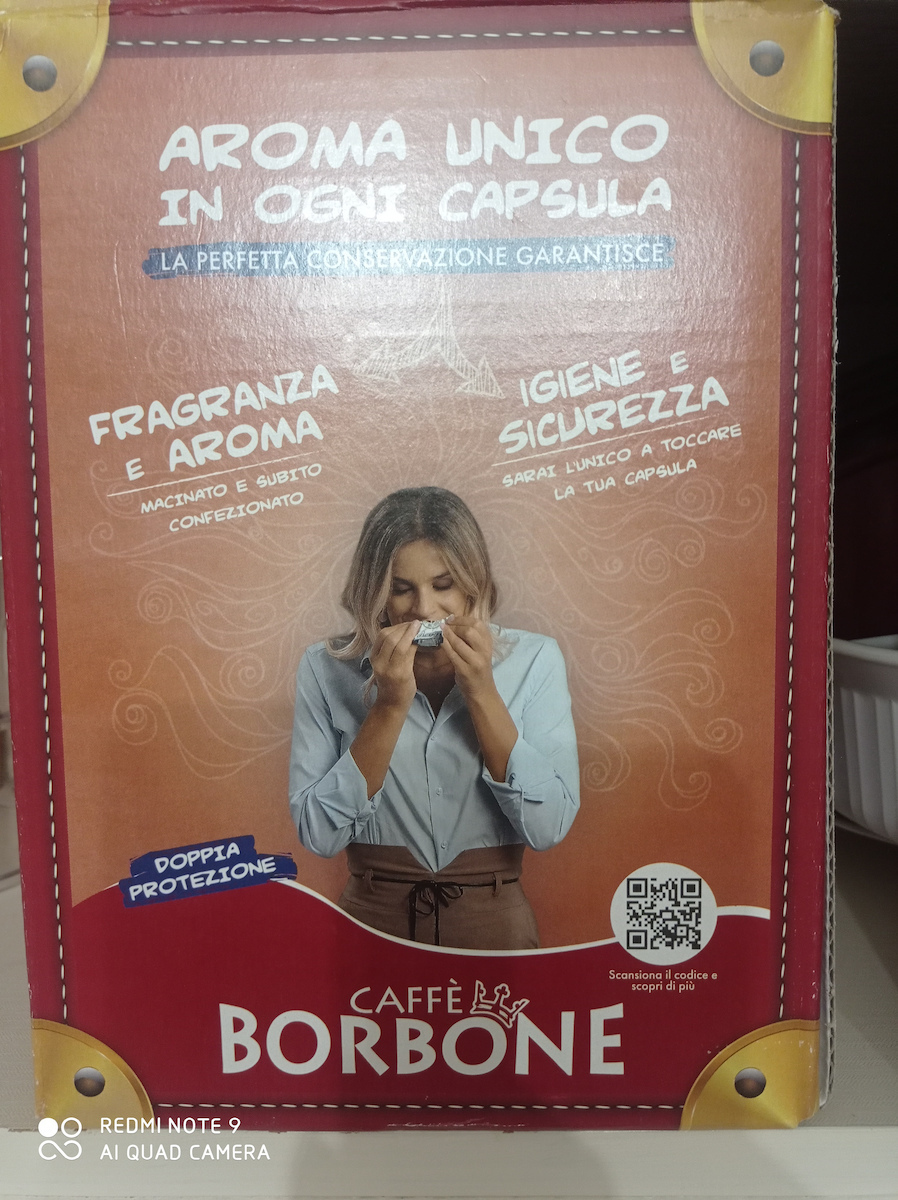 AROMA UNICO
IN OGNI CAPSULA
LA PERFETTA CONSERVAZIONE GARANTISCE
FRAGRANZA
E AROMA
MACINATO E SUBITO
CONFEZIONATO
IGIENE E
SICUREZZA
SARAI L'UNICO A TOCCARE
LA TUA CAPSULA
DOPPIA
PROTEZIONE
Scansiona il codice e
scopri di più
CAFFÈ
BORBONE
REDMI NOTE 9
AI QUAD CAMERA